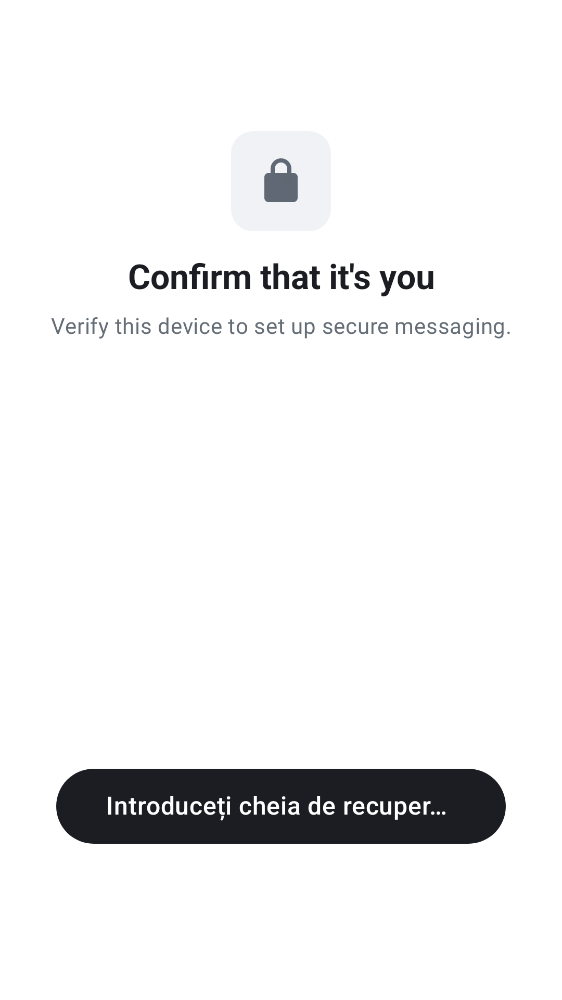 Confirm that it's you
Verify this device to set up secure messaging.
Introduceți cheia de recuper…